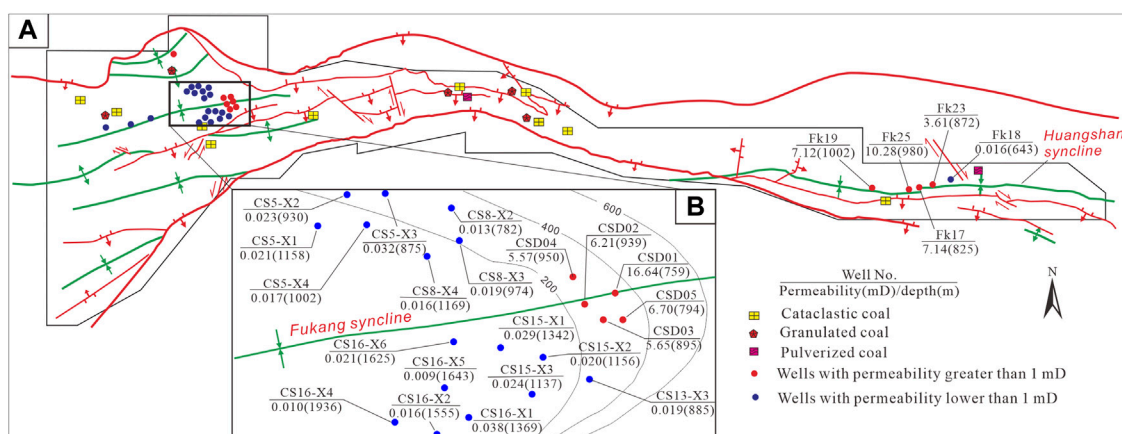 A
Fk23
3.61(872)
Fk19
7.12(1002)
Fk25
10.28(980)
Fk18
0.016(643)
Huangshan
syncline
Fk17
7.14(825)
B
CS5-X2
0.023(930)
CS5-X1
0.021(1158)
CS5-X3
0.032(875)
CS5-X4
0.017(1002)
CS8-X2
0.013(782)
CS8-X3
0.019(974)
CS8-X4
0.016(1169)
600
400
200
CSD02
6.21(939)
CSD04
5.57(950)
CSD01
16.64(759)
CSD05
6.70(794)
CSD03
5.65(895)
Fukang syncline
CS15-X1
0.029(1342)
CS16-X6
0.021(1625)
CS15-X2
0.020(1156)
CS16-X5
0.009(1643)
CS15-X3
0.024(1137)
CS13-X3
0.019(885)
CS16-X4
0.010(1936)
CS16-X2
0.016(1555)
CS16-X1
0.038(1369)
N
Well No.
Permeability(mD)/depth(m)
Cataclastic coal
Granulated coal
Pulverized coal
Wells with permeability greater than 1 mD
Wells with permeability lower than 1 mD